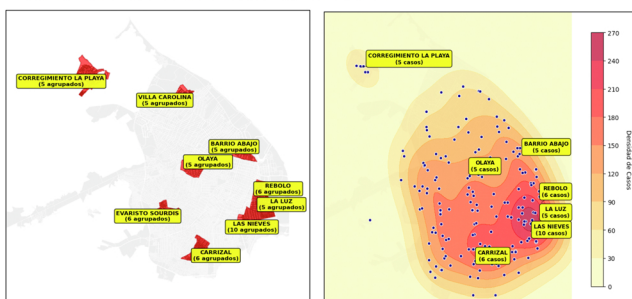 CORREGIMIENTO LA PLAYA
(5 agrupados)
VILLA CAROLINA
(5 agrupados)
BARRIO ABAJO
(5 agrupados)
OLAYA
(5 agrupados)
REBOLO
(6 agrupados)
LA LUZ
(5 agrupados)
EVARISTO SOURDIS
(6 agrupados)
LAS NIEVES
(10 agrupados)
CARRIZAL
(6 agrupados)
CORREGIMIENTO LA PLAYA
(5 casos)
BARRIO ABAJO
(5 casos)
OLAYA
(5 casos)
REBOLO
(6 casos)
LA LUZ
(5 casos)
LAS NIEVES
(10 casos)
CARRIZAL
(6 casos)
270
240
210
180
150
120
90
60
30
0
Densidad de Casos